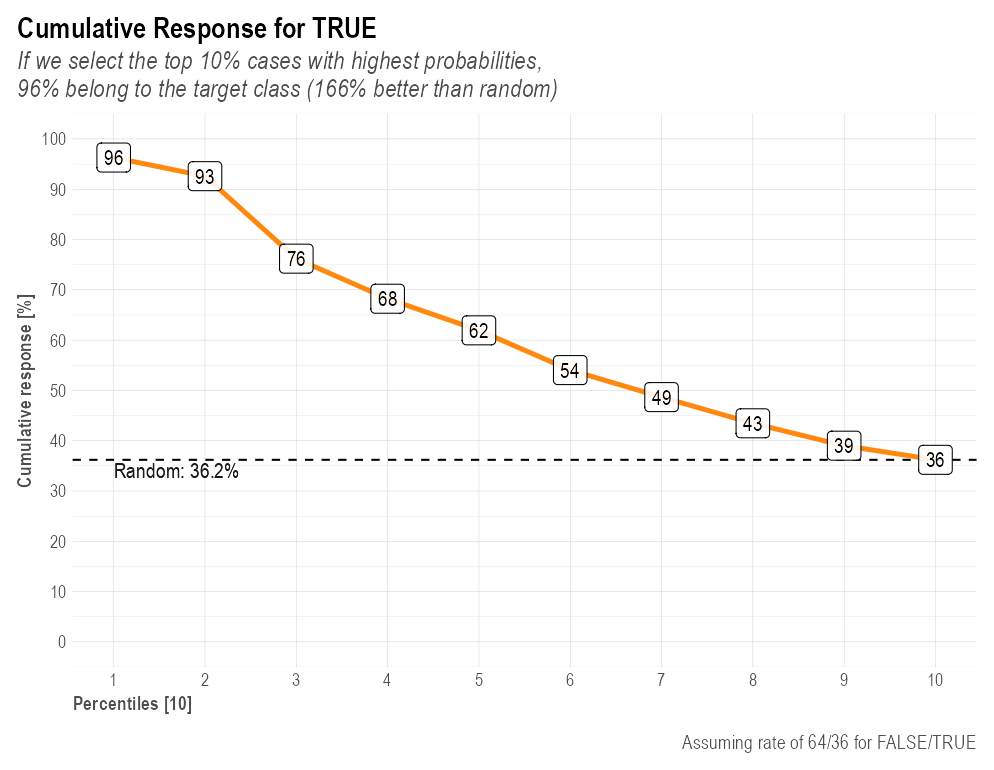 Cumulative Response for TRUE
If we select the top 10% cases with highest probabilities,
96% belong to the target class (166% better than random)
Cumulative response [%]
100
90
80
70
60
50
40
30
20
10
0
96
93
76
68
62
54
49
43
39
36
Random: 36.2%
1 2 3 4 5 6 7 8 9 10
Percentiles [10]
Assuming rate of 64/36 for FALSE/TRUE